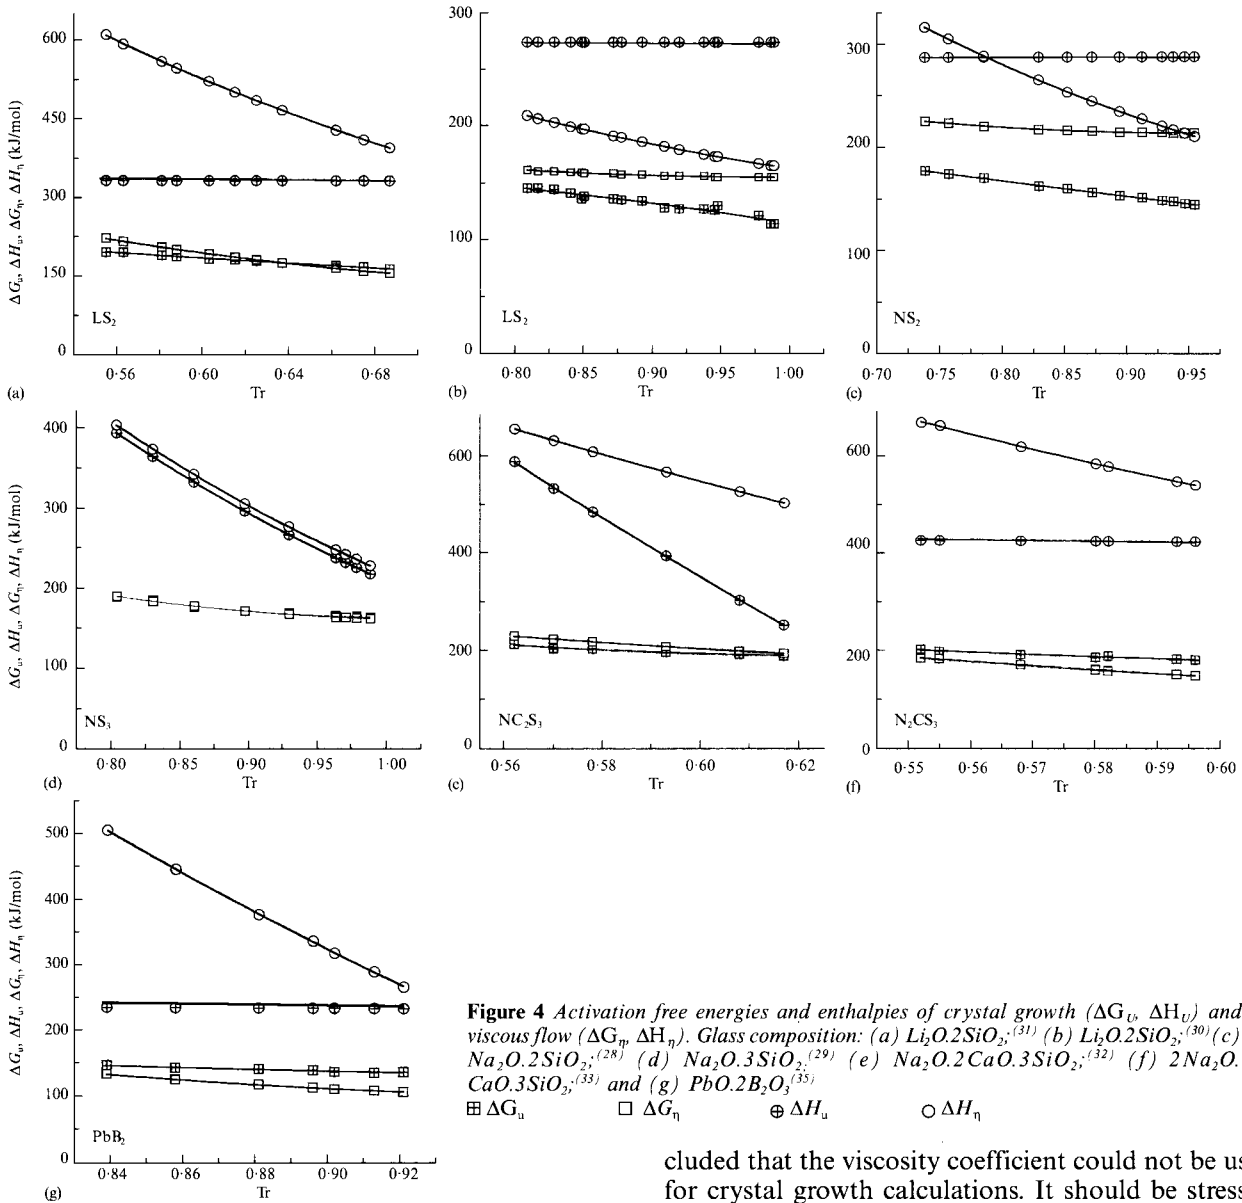 600
450
300
150
0
ΔGᵤ, ΔHᵤ, ΔG_η, ΔH_η (kJ/mol)
LS₂
0·56 0·60 0·64 0·68
(a) Tr
300
200
100
0
LS₂
0·80 0·85 0·90 0·95 1·00
(b) Tr
300
200
100
0
NS₂
0·70 0·75 0·80 0·85 0·90 0·95
(c) Tr
400
300
200
100
0
ΔGᵤ, ΔHᵤ, ΔG_η, ΔH_η (kJ/mol)
NS₃
0·80 0·85 0·90 0·95 1·00
(d) Tr
600
400
200
0
NC₂S₃
0·56 0·58 0·60 0·62
(e) Tr
600
400
200
0
N₂CS₃
0·55 0·56 0·57 0·58 0·59 0·60
(f) Tr
500
400
300
200
100
0
ΔGᵤ, ΔHᵤ, ΔG_η, ΔH_η (kJ/mol)
PbB₂
0·84 0·86 0·88 0·90 0·92
(g) Tr
Figure 4 Activation free energies and enthalpies of crystal growth (ΔG_U, ΔH_U) and
viscous flow (ΔG_η, ΔH_η). Glass composition: (a) Li₂O.2SiO₂;⁽³¹⁾ (b) Li₂O.2SiO₂;⁽³⁰⁾ (c)
Na₂O.2SiO₂;⁽²⁸⁾ (d) Na₂O.3SiO₂;⁽²⁹⁾ (e) Na₂O.2CaO.3SiO₂;⁽³²⁾ (f) 2Na₂O.
CaO.3SiO₂;⁽³³⁾ and (g) PbO.2B₂O₃⁽³⁵⁾
⊞ ΔGᵤ □ ΔG_η ⊕ ΔHᵤ ○ ΔH_η
cluded that the viscosity coefficient could not be us
for crystal growth calculations. It should be stress